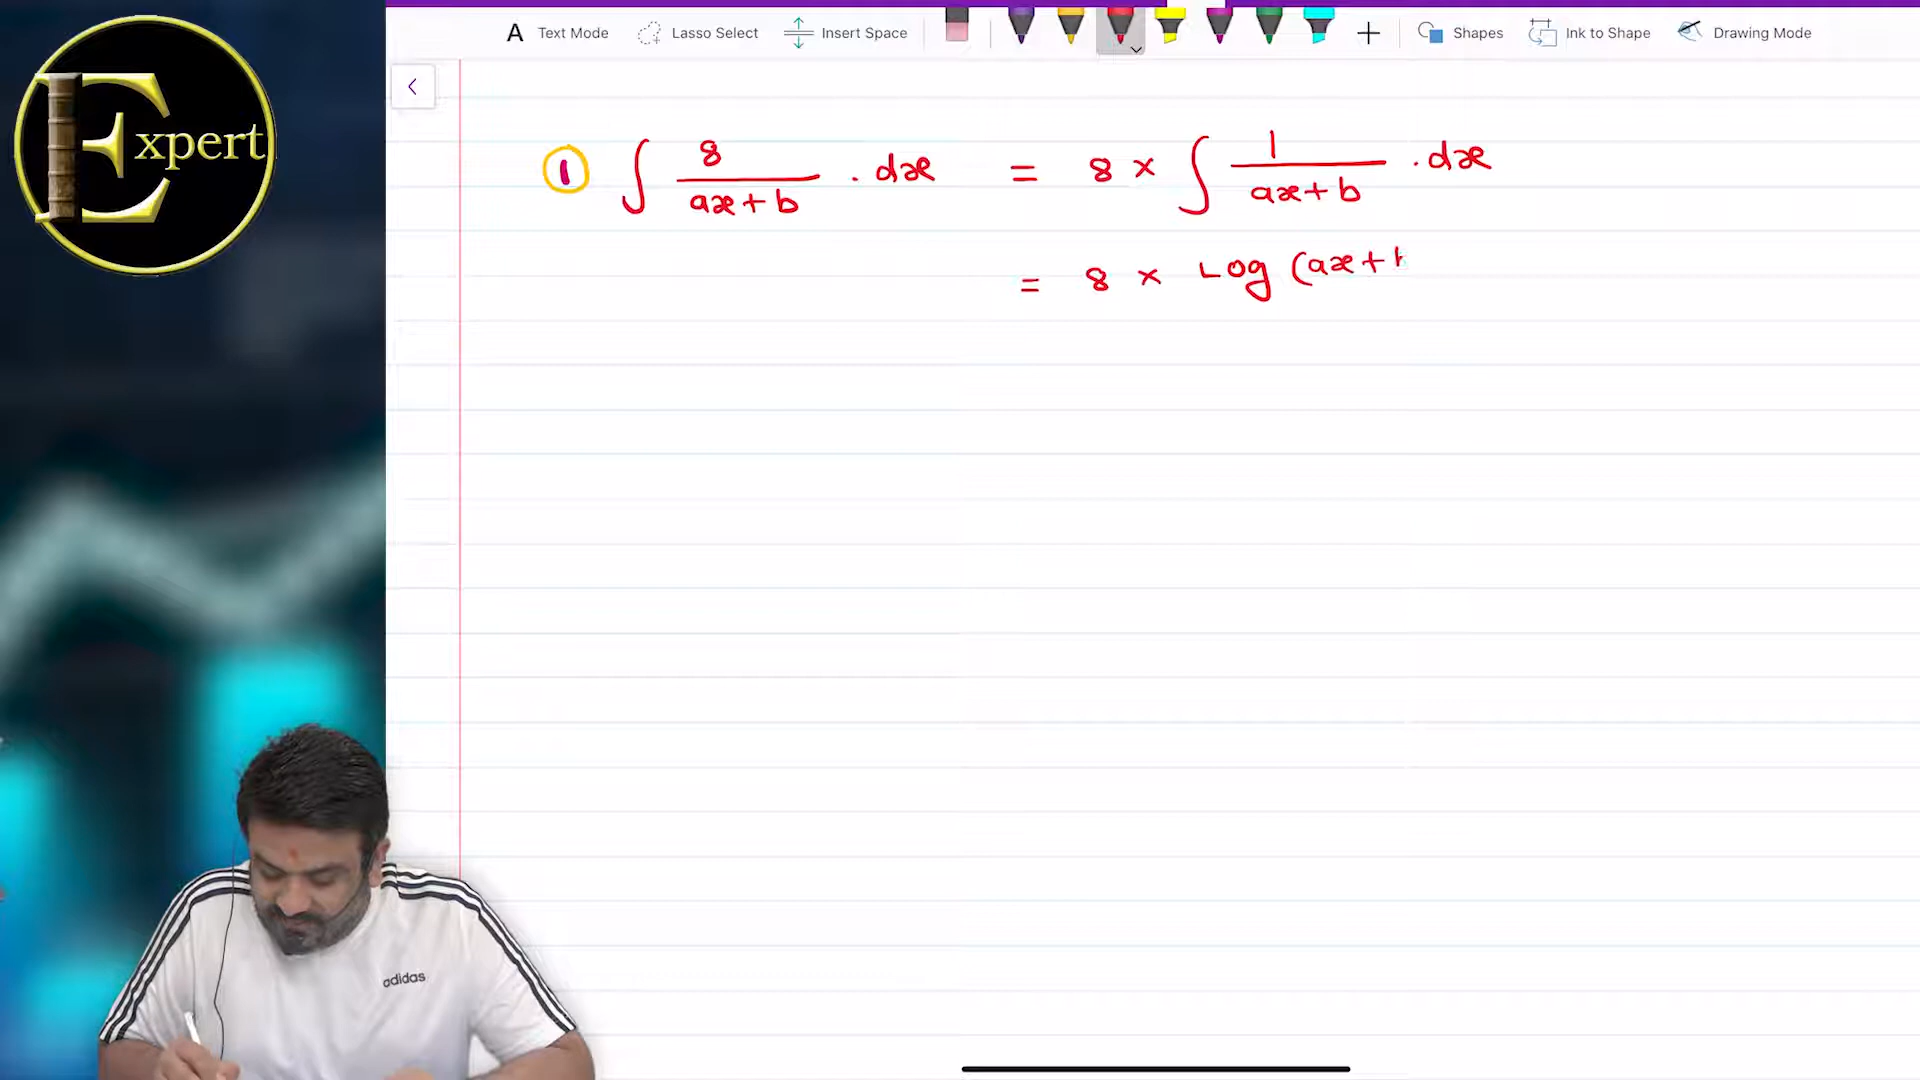 A Text Mode Lasso Select Insert Space Shapes Ink to Shape Drawing Mode
Expert
1 ∫ 8/(ax+b) . dx = 8 × ∫ 1/(ax+b) . dx
= 8 × Log (ax+
adidas